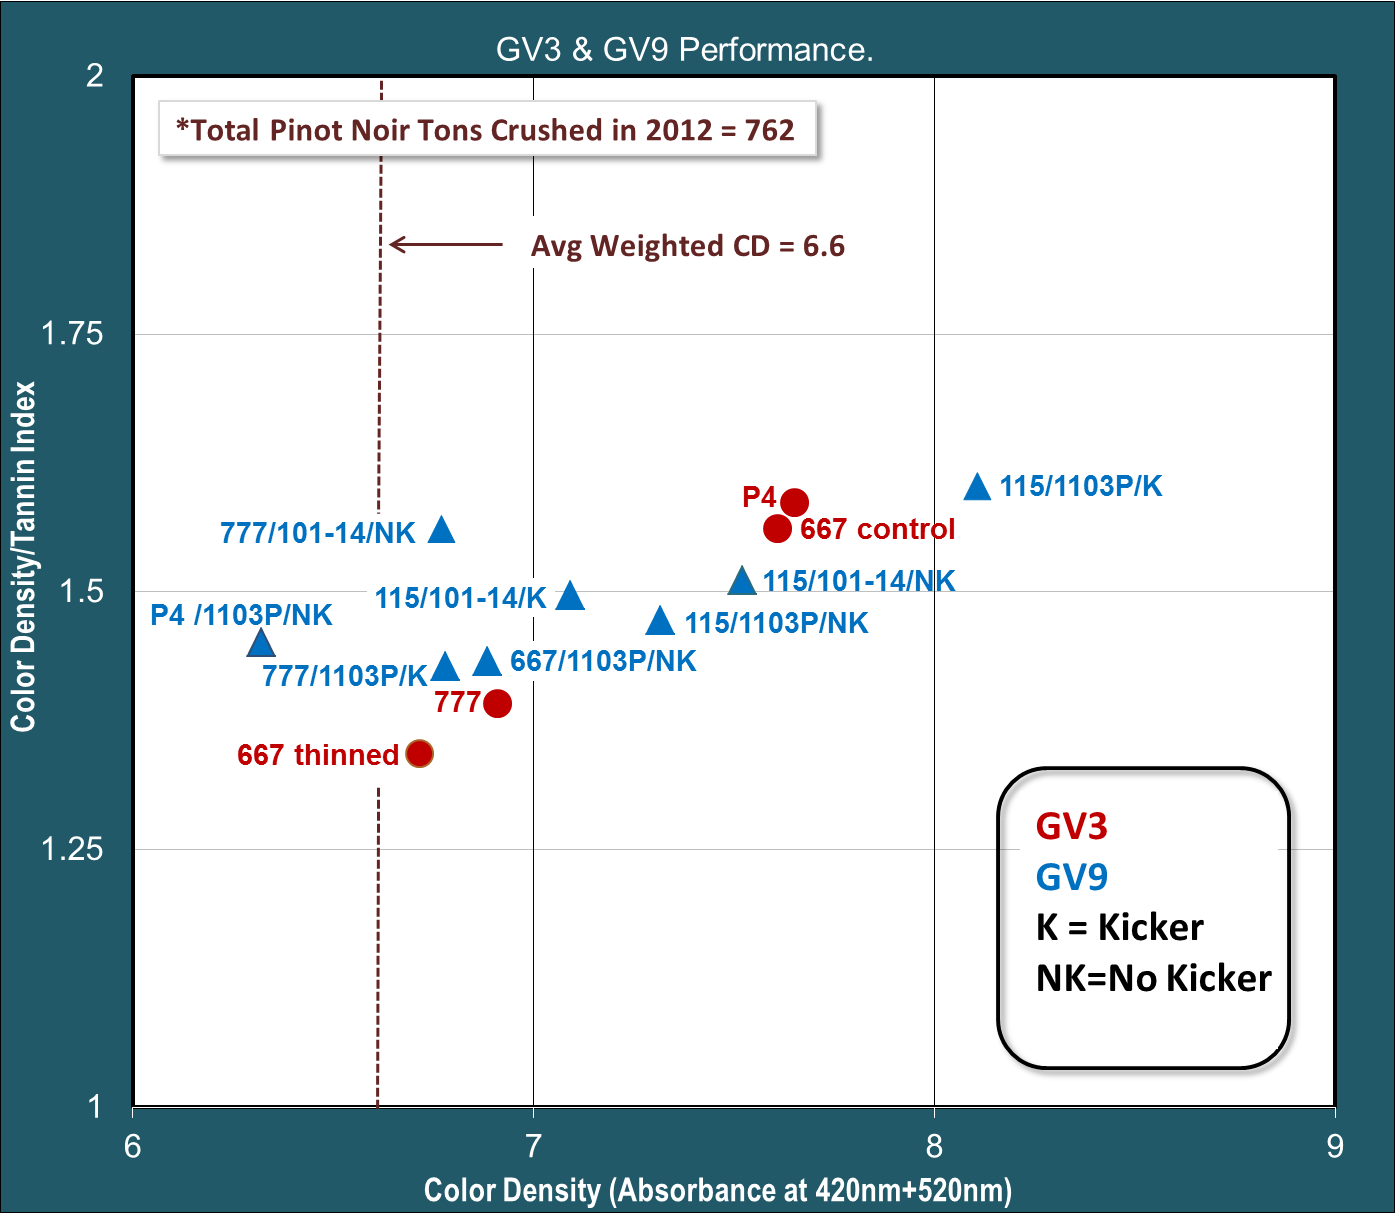 GV3 & GV9 Performance.
2
*Total Pinot Noir Tons Crushed in 2012 = 762
Avg Weighted CD = 6.6
1.75
115/1103P/K
P4
667 control
777/101-14/NK
115/101-14/NK
1.5
115/101-14/K
P4 /1103P/NK
115/1103P/NK
667/1103P/NK
777/1103P/K
777
667 thinned
Color Density/Tannin Index
GV3
1.25
GV9
K = Kicker
NK=No Kicker
1
6
7
8
9
Color Density (Absorbance at 420nm+520nm)